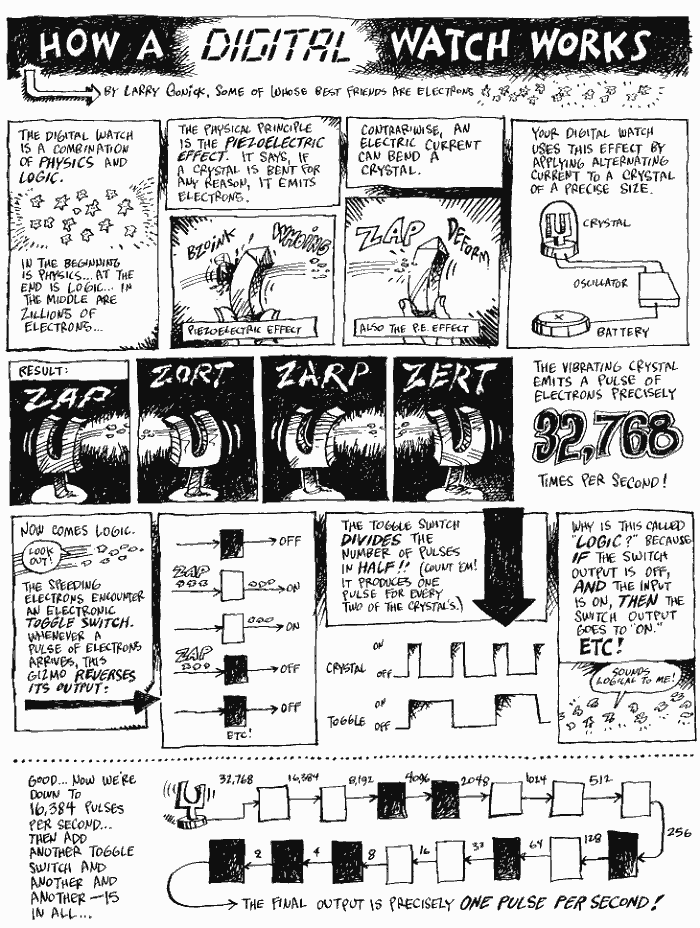 HOW A DIGITAL WATCH WORKS
BY LARRY GONICK, SOME OF WHOSE BEST FRIENDS ARE ELECTRONS
THE DIGITAL WATCH
IS A COMBINATION
OF PHYSICS AND
LOGIC.
IN THE BEGINNING
IS PHYSICS... AT THE
END IS LOGIC... IN
THE MIDDLE ARE
ZILLIONS OF
ELECTRONS...
THE PHYSICAL PRINCIPLE
IS THE PIEZOELECTRIC
EFFECT. IT SAYS, IF
A CRYSTAL IS BENT FOR
ANY REASON, IT EMITS
ELECTRONS.
BZOINK
PIEZOELECTRIC EFFECT
CONTRARIWISE, AN
ELECTRIC CURRENT
CAN BEND A
CRYSTAL.
ZAP
DEFORM
ALSO THE P.E. EFFECT
YOUR DIGITAL WATCH
USES THIS EFFECT BY
APPLYING ALTERNATING
CURRENT TO A CRYSTAL
OF A PRECISE SIZE.
CRYSTAL
OSCILLATOR
BATTERY
RESULT:
ZAP
ZORT
ZARP
ZERT
THE VIBRATING CRYSTAL
EMITS A PULSE OF
ELECTRONS PRECISELY
32,768
TIMES PER SECOND!
NOW COMES LOGIC.
LOOK
OUT!
THE SPEEDING
ELECTRONS ENCOUNTER
AN ELECTRONIC
TOGGLE SWITCH.
WHENEVER A
PULSE OF ELECTRONS
ARRIVES, THIS
GIZMO REVERSES
ITS OUTPUT:
OFF
ZAP
ON
ON
ZAP
OFF
OFF
ETC!
THE TOGGLE SWITCH
DIVIDES THE
NUMBER OF PULSES
IN HALF!! (COUNT 'EM!
IT PRODUCES ONE
PULSE FOR EVERY
TWO OF THE CRYSTAL'S.)
ON
CRYSTAL
OFF
ON
TOGGLE
OFF
WHY IS THIS CALLED
"LOGIC?" BECAUSE
IF THE SWITCH
OUTPUT IS OFF,
AND THE INPUT
IS ON, THEN THE
SWITCH OUTPUT
GOES TO "ON."
ETC!
SOUNDS
LOGICAL TO ME!
GOOD... NOW WE'RE
DOWN TO
16,384 PULSES
PER SECOND...
THEN ADD
ANOTHER TOGGLE
SWITCH AND
ANOTHER AND
ANOTHER—15
IN ALL...
32,768 16,384 8,192 4096 2048 1024 512
256
2 4 8 16 32 64 128
THE FINAL OUTPUT IS PRECISELY ONE PULSE PER SECOND!